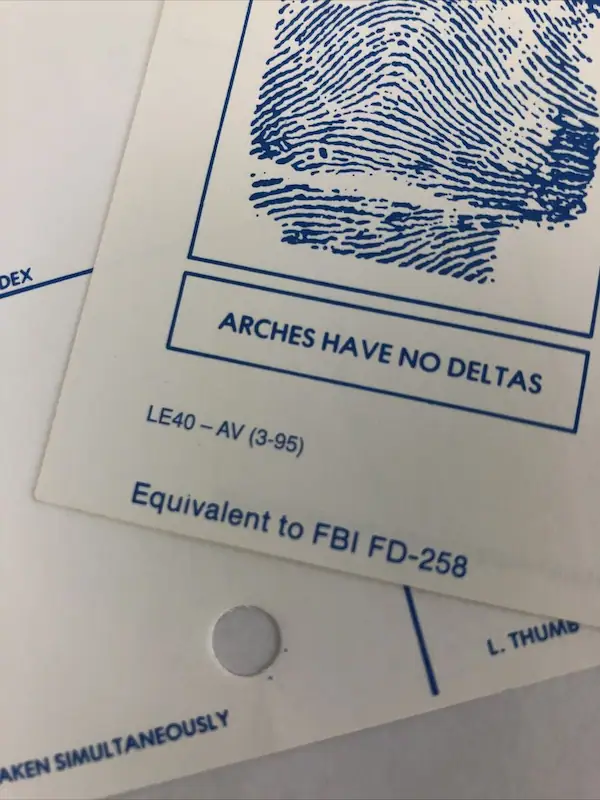 DEX
ARCHES HAVE NO DELTAS
LE40 – AV (3-95)
Equivalent to FBI FD-258
L. THUMB
AKEN SIMULTANEOUSLY